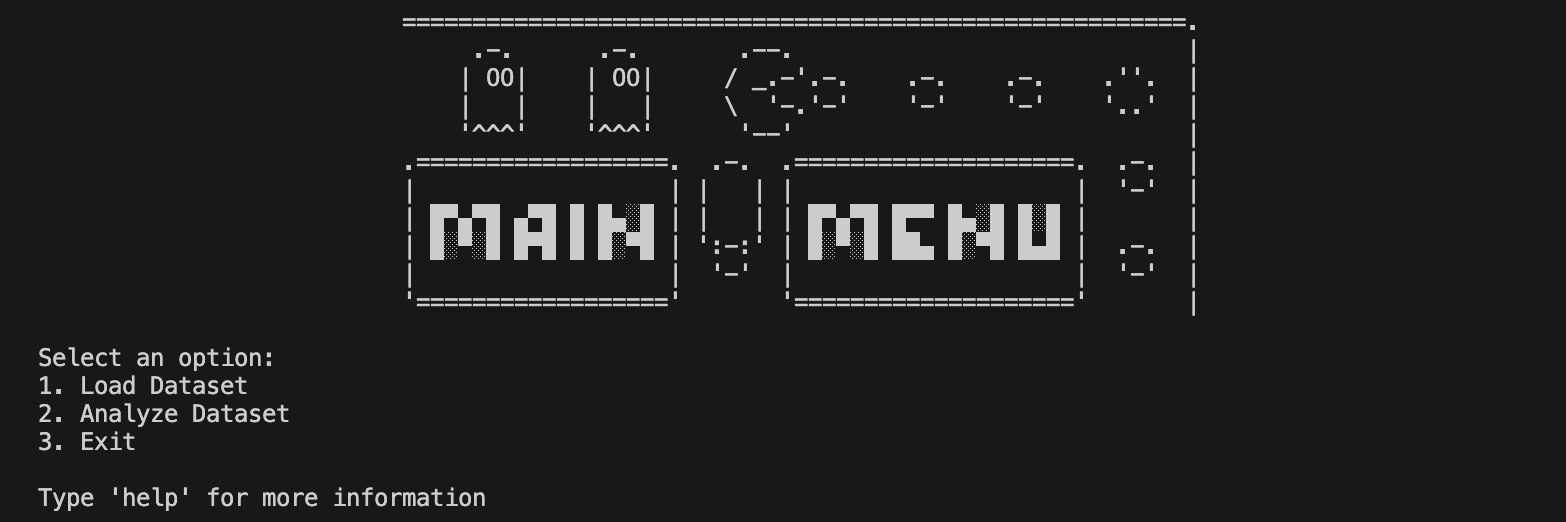 MAIN MENU
Select an option:
1. Load Dataset
2. Analyze Dataset
3. Exit
Type 'help' for more information